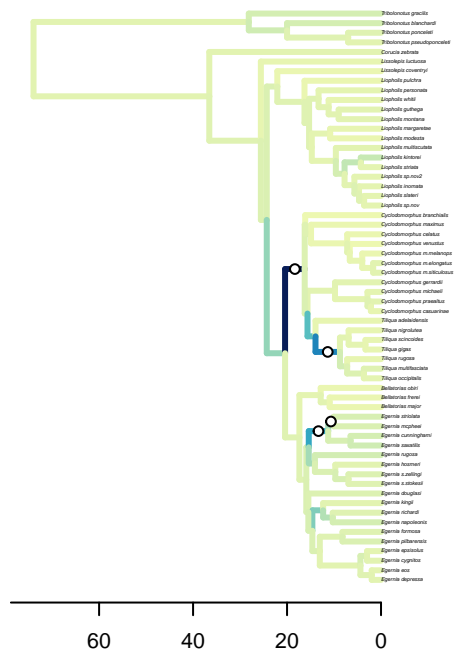 Tribolonotus gracilis
Tribolonotus blanchardi
Tribolonotus ponceleti
Tribolonotus pseudoponceleti
Corucia zebrata
Lissolepis luctuosa
Lissolepis coventryi
Liopholis pulchra
Liopholis personata
Liopholis whitii
Liopholis guthega
Liopholis montana
Liopholis margaretae
Liopholis modesta
Liopholis multiscutata
Liopholis kintorei
Liopholis striata
Liopholis sp.nov2
Liopholis inornata
Liopholis slateri
Liopholis sp.nov
Cyclodomorphus branchialis
Cyclodomorphus maximus
Cyclodomorphus celatus
Cyclodomorphus venustus
Cyclodomorphus m.melanops
Cyclodomorphus m.elongatus
Cyclodomorphus m.siticulosus
Cyclodomorphus gerrardii
Cyclodomorphus michaeli
Cyclodomorphus praealtus
Cyclodomorphus casuarinae
Tiliqua adelaidensis
Tiliqua nigrolutea
Tiliqua scincoides
Tiliqua gigas
Tiliqua rugosa
Tiliqua multifasciata
Tiliqua occipitalis
Bellatorias obiri
Bellatorias frerei
Bellatorias major
Egernia striolata
Egernia mcpheei
Egernia cunninghami
Egernia saxatilis
Egernia rugosa
Egernia hosmeri
Egernia s.zellingi
Egernia s.stokesii
Egernia douglasi
Egernia kingii
Egernia richardi
Egernia napoleonis
Egernia formosa
Egernia pilbarensis
Egernia epsisolus
Egernia cygnitos
Egernia eos
Egernia depressa
60 40 20 0